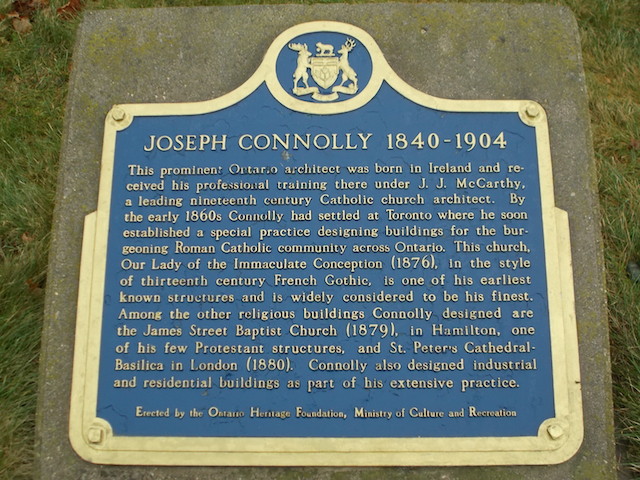 JOSEPH CONNOLLY 1840-1904
This prominent Ontario architect was born in Ireland and re-
ceived his professional training there under J. J. McCarthy,
a leading nineteenth century Catholic church architect. By
the early 1860s Connolly had settled at Toronto where he soon
established a special practice designing buildings for the bur-
geoning Roman Catholic community across Ontario. This church,
Our Lady of the Immaculate Conception (1876), in the style
of thirteenth century French Gothic, is one of his earliest
known structures and is widely considered to be his finest.
Among the other religious buildings Connolly designed are
the James Street Baptist Church (1879), in Hamilton, one
of his few Protestant structures, and St. Peter's Cathedral-
Basilica in London (1880). Connolly also designed industrial
and residential buildings as part of his extensive practice.
Erected by the Ontario Heritage Foundation, Ministry of Culture and Recreation